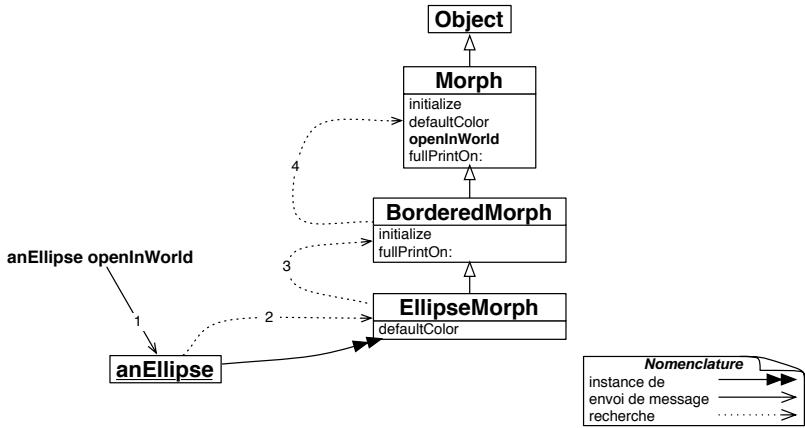 Object
Morph
initialize
defaultColor
openInWorld
fullPrintOn:
4
BorderedMorph
initialize
fullPrintOn:
anEllipse openInWorld
3
EllipseMorph
defaultColor
1
2
anEllipse
Nomenclature
instance de
envoi de message
recherche